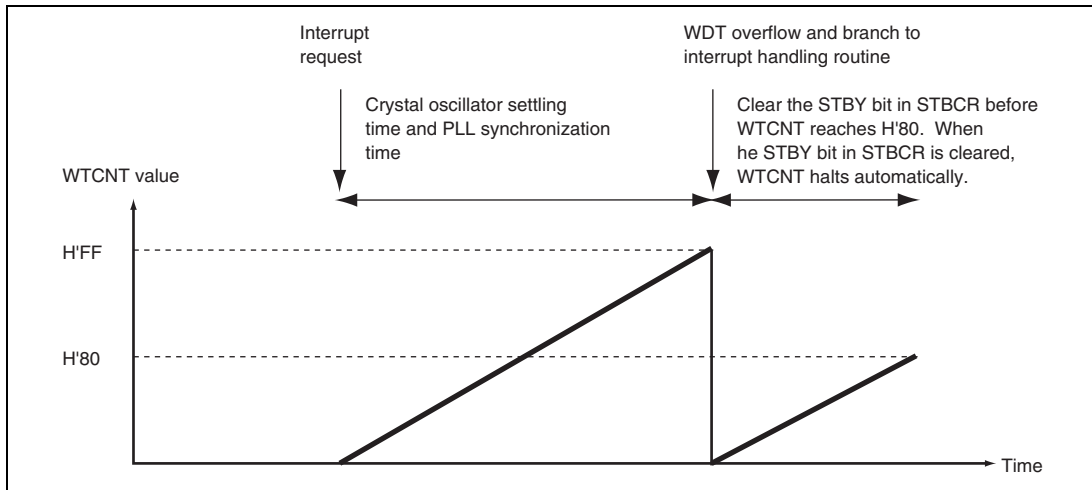 Interrupt
request
WDT overflow and branch to
interrupt handling routine
Crystal oscillator settling
time and PLL synchronization
time
Clear the STBY bit in STBCR before
WTCNT reaches H'80.  When
he STBY bit in STBCR is cleared,
WTCNT halts automatically.
WTCNT value
H'FF
H'80
Time